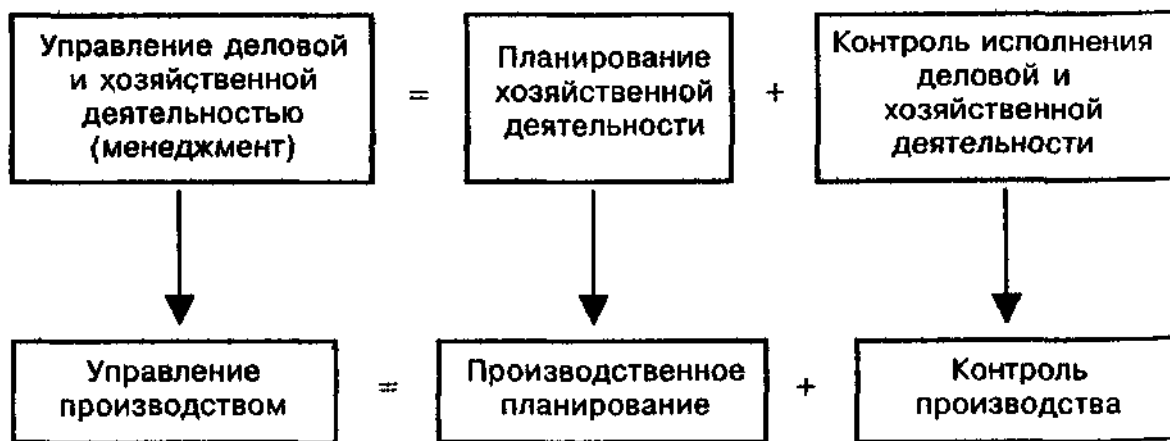 Управление деловой
и хозяйственной
деятельностью
(менеджмент)
=
Планирование
хозяйственной
деятельности
+
Контроль исполнения
деловой и
хозяйственной
деятельности
Управление
производством
=
Производственное
планирование
+
Контроль
производства